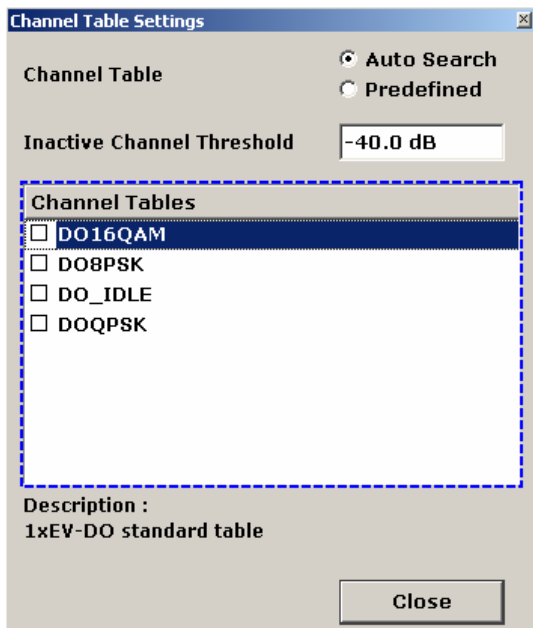 Channel Table Settings
Channel Table
Auto Search
Predefined
Inactive Channel Threshold
-40.0 dB
Channel Tables
DO16QAM
DO8PSK
DO_IDLE
DOQPSK
Description :
1xEV-DO standard table
Close